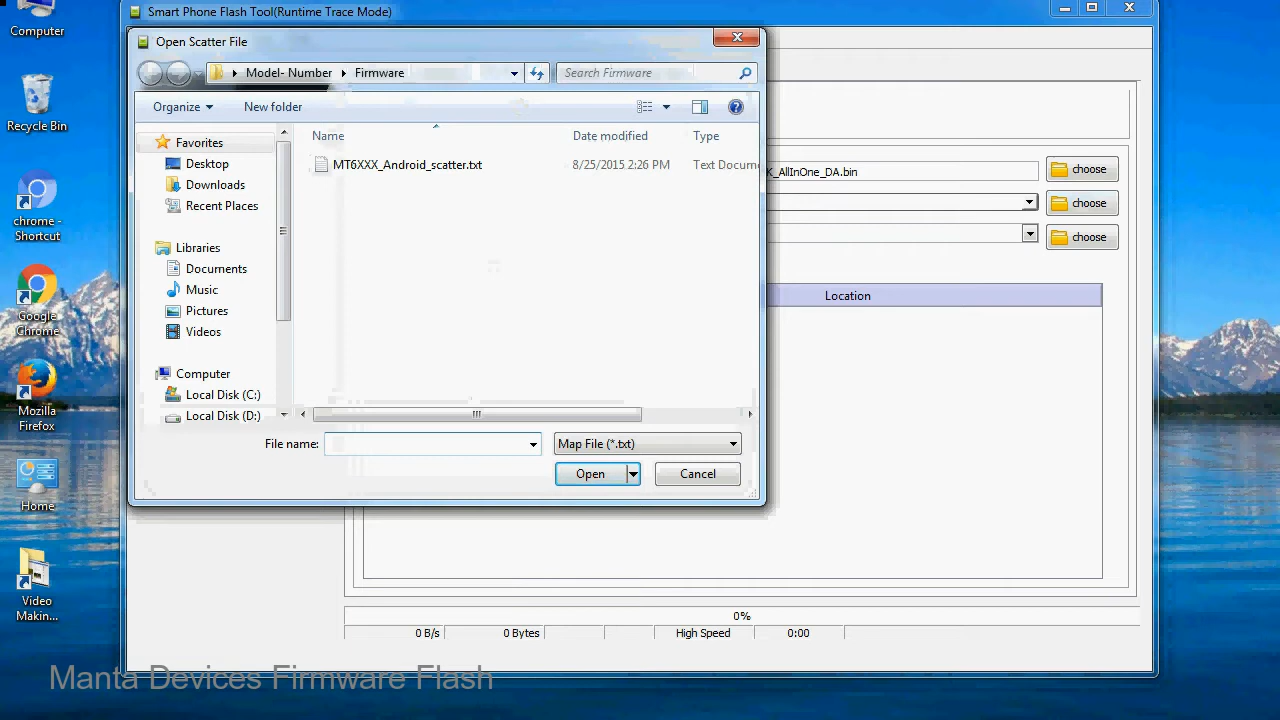 Computer
Recycle Bin
chrome -
Shortcut
Google
Chrome
Mozilla
Firefox
Home
Video
Makin...
Smart Phone Flash Tool(Runtime Trace Mode)
Open Scatter File
Model- Number
Firmware
Search Firmware
Organize
New folder
Favorites
Desktop
Downloads
Recent Places
Libraries
Documents
Music
Pictures
Videos
Computer
Local Disk (C:)
Local Disk (D:)
Name Date modified Type
MT6XXX_Android_scatter.txt 8/25/2015 2:26 PM Text Docum
File name:
Map File (*.txt)
Open
Cancel
K_AllInOne_DA.bin
choose
choose
choose
Location
0%
0 B/s 0 Bytes High Speed 0:00
Manta Devices Firmware Flash